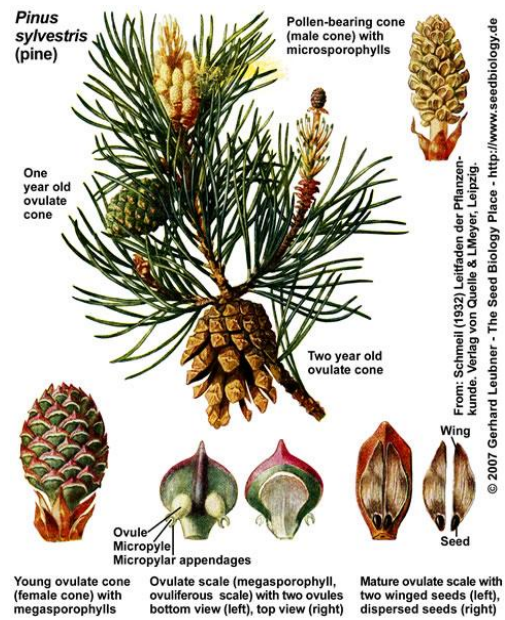 Pinus
sylvestris
(pine)
Pollen-bearing cone
(male cone) with
microsporophylls
One
year old
ovulate
cone
Two year old
ovulate cone
From: Schmeil (1932) Leitfaden der Pflanzen-
kunde. Verlag von Quelle & LMeyer, Leipzig.
© 2007 Gerhard Leubner - The Seed Biology Place - http://www.seedbiology.de
Wing
Seed
Ovule
Micropyle
Micropylar appendages
Young ovulate cone
(female cone) with
megasporophylls
Ovulate scale (megasporophyll,
ovuliferous scale) with two ovules
bottom view (left), top view (right)
Mature ovulate scale with
two winged seeds (left),
dispersed seeds (right)